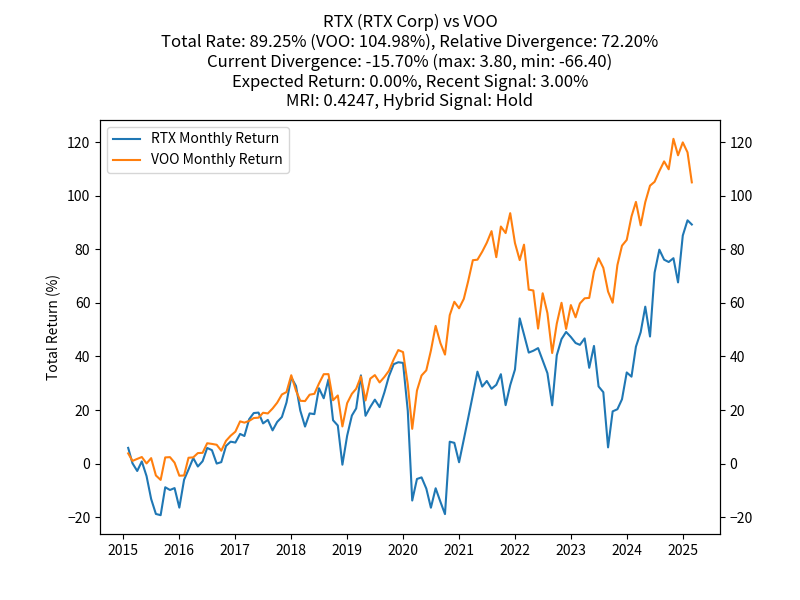 RTX (RTX Corp) vs VOO
Total Rate: 89.25% (VOO: 104.98%), Relative Divergence: 72.20%
Current Divergence: -15.70% (max: 3.80, min: -66.40)
Expected Return: 0.00%, Recent Signal: 3.00%
MRI: 0.4247, Hybrid Signal: Hold
RTX Monthly Return
VOO Monthly Return
Total Return (%)
120
100
80
60
40
20
0
−20
120
100
80
60
40
20
0
−20
2015 2016 2017 2018 2019 2020 2021 2022 2023 2024 2025